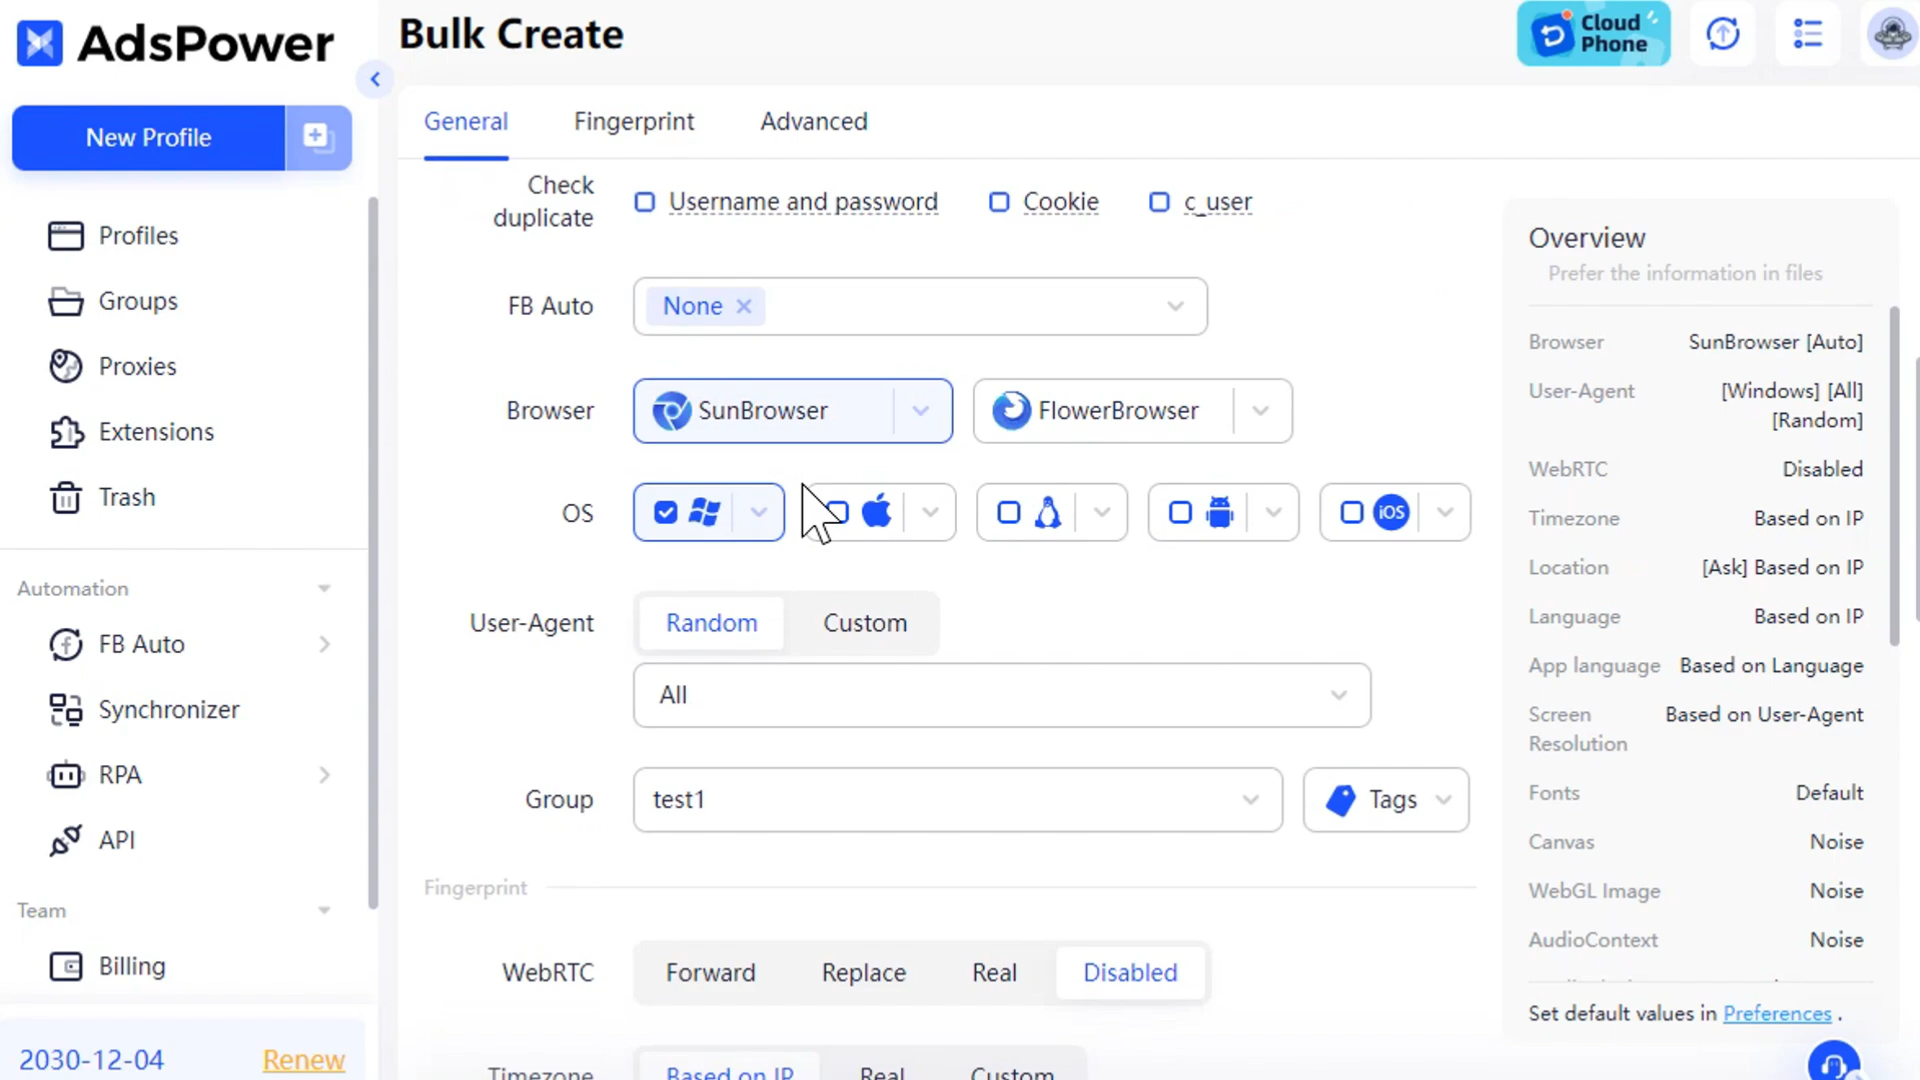 AdsPower
Bulk Create
Cloud
Phone
New Profile
General
Fingerprint
Advanced
Profiles
Groups
Proxies
Extensions
Trash
Automation
FB Auto
Synchronizer
RPA
API
Team
Billing
2030-12-04
Renew
Check
duplicate
Username and password
Cookie
c_user
FB Auto
None
Browser
SunBrowser
FlowerBrowser
OS
iOS
User-Agent
Random
Custom
All
Group
test1
Tags
Fingerprint
WebRTC
Forward
Replace
Real
Disabled
Timezone
Based on IP
Real
Custom
Overview
Prefer the information in files
Browser
SunBrowser [Auto]
User-Agent
[Windows] [All]
[Random]
WebRTC
Disabled
Timezone
Based on IP
Location
[Ask] Based on IP
Language
Based on IP
App language
Based on Language
Screen
Resolution
Based on User-Agent
Fonts
Default
Canvas
Noise
WebGL Image
Noise
AudioContext
Noise
Set default values in Preferences .